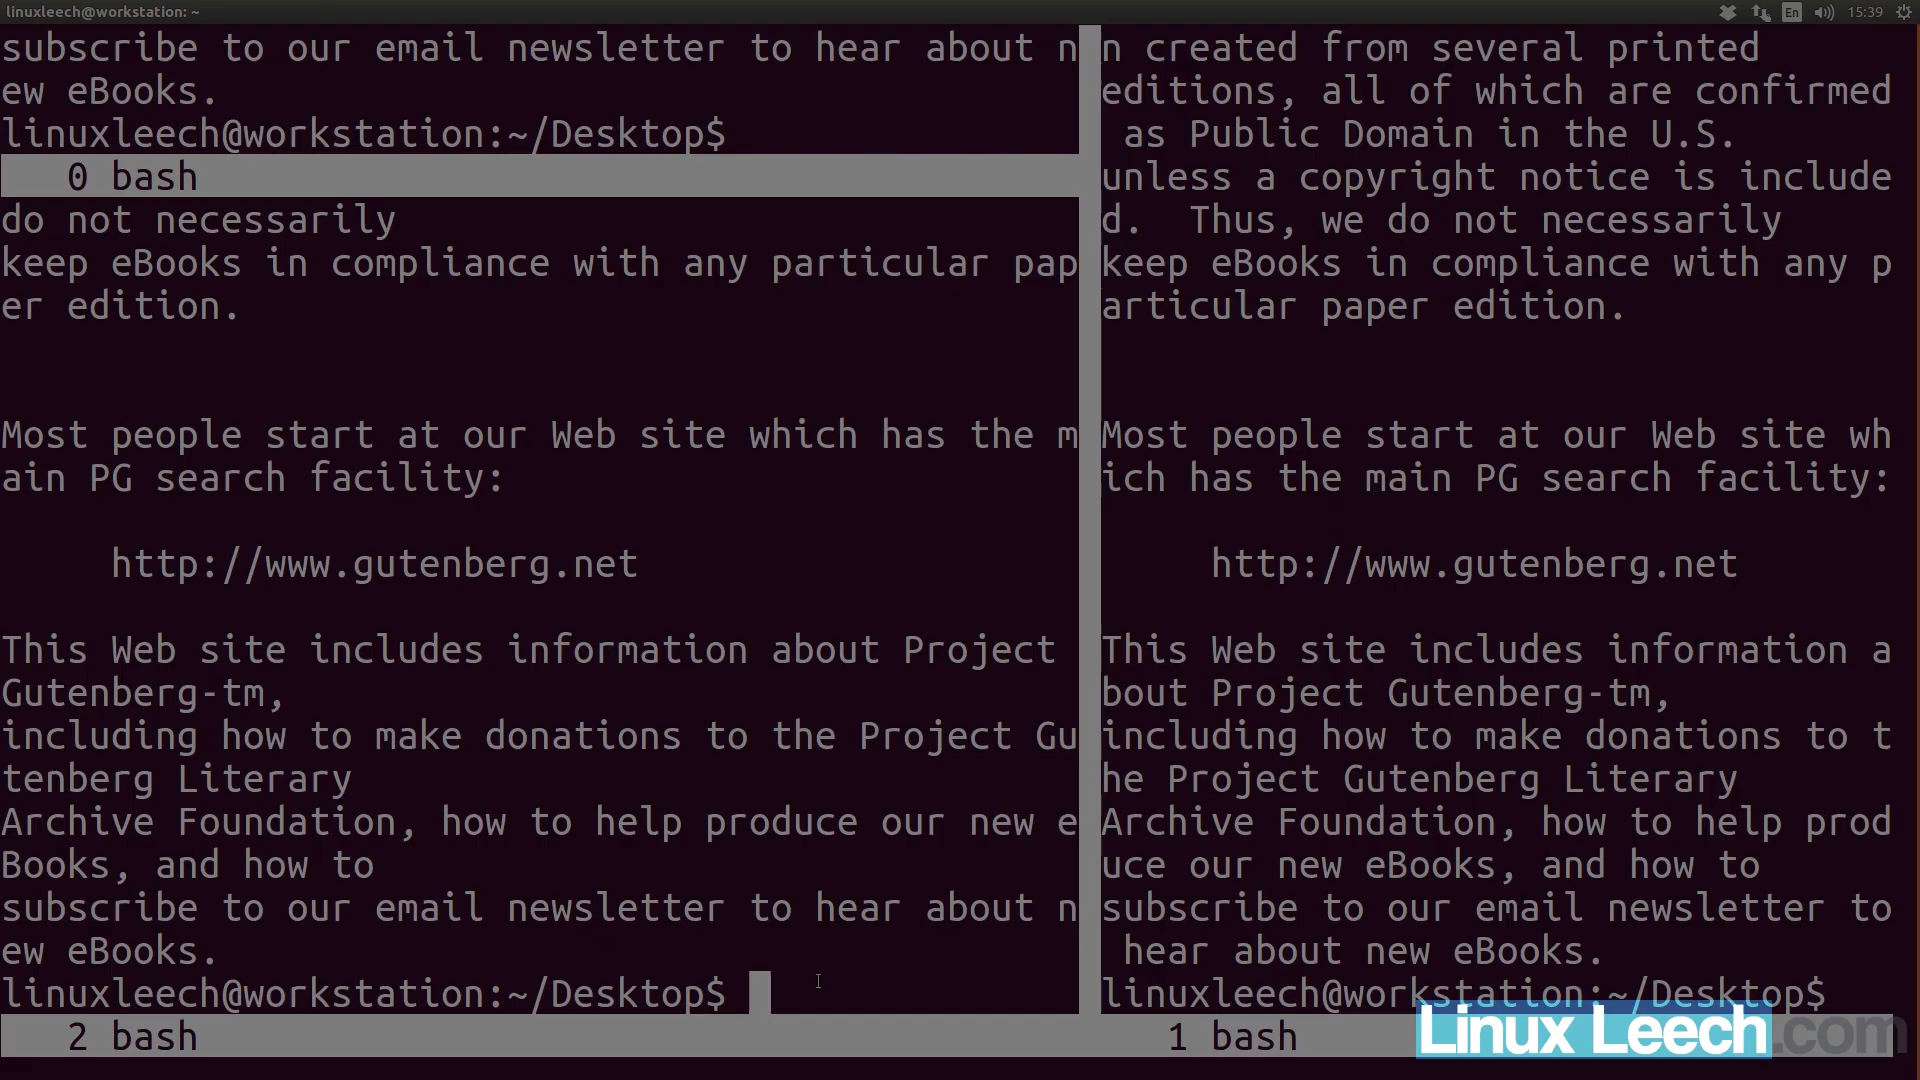 linuxleech@workstation: ~
En
15:39
subscribe to our email newsletter to hear about n
ew eBooks.
linuxleech@workstation:~/Desktop$
0 bash
do not necessarily
keep eBooks in compliance with any particular pap
er edition.
Most people start at our Web site which has the m
ain PG search facility:
http://www.gutenberg.net
This Web site includes information about Project
Gutenberg-tm,
including how to make donations to the Project Gu
tenberg Literary
Archive Foundation, how to help produce our new e
Books, and how to
subscribe to our email newsletter to hear about n
ew eBooks.
linuxleech@workstation:~/Desktop$
2 bash
n created from several printed
editions, all of which are confirmed
as Public Domain in the U.S.
unless a copyright notice is include
d.  Thus, we do not necessarily
keep eBooks in compliance with any p
articular paper edition.
Most people start at our Web site wh
ich has the main PG search facility:
http://www.gutenberg.net
This Web site includes information a
bout Project Gutenberg-tm,
including how to make donations to t
he Project Gutenberg Literary
Archive Foundation, how to help prod
uce our new eBooks, and how to
subscribe to our email newsletter to
hear about new eBooks.
linuxleech@workstation:~/Desktop$
1 bash
Linux Leech.com